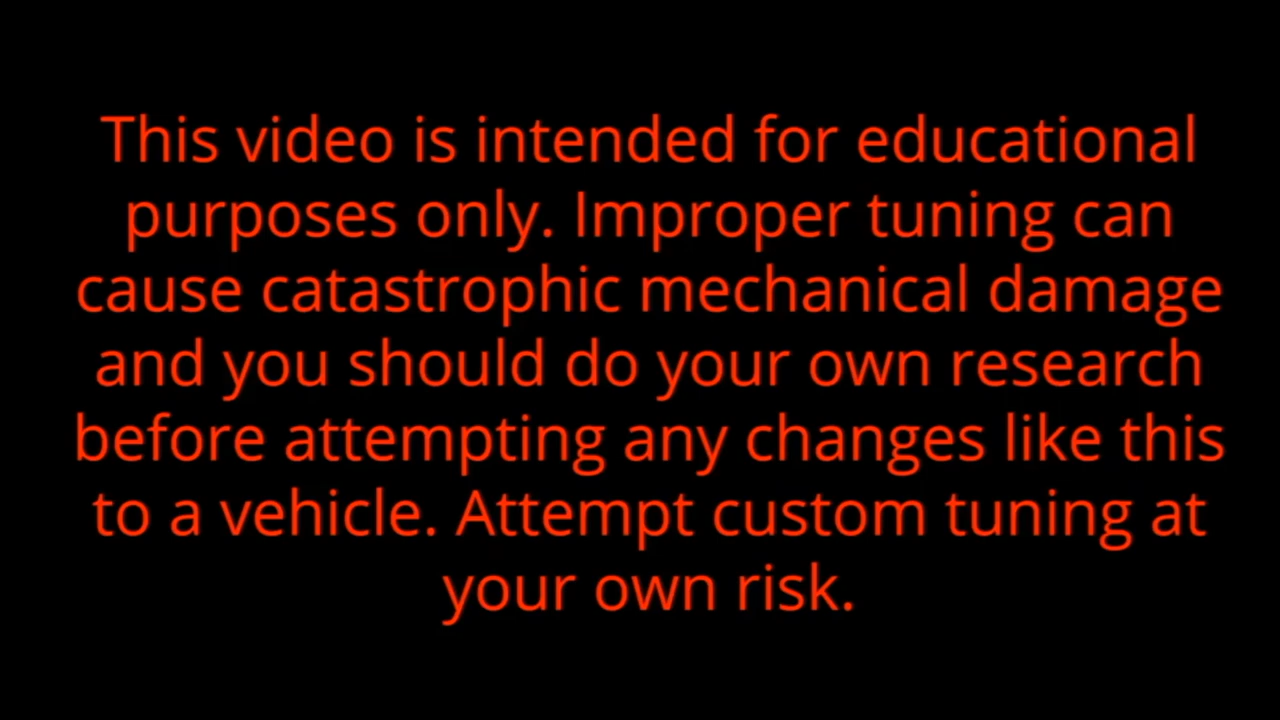 This video is intended for educational
purposes only. Improper tuning can
cause catastrophic mechanical damage
and you should do your own research
before attempting any changes like this
to a vehicle. Attempt custom tuning at
your own risk.